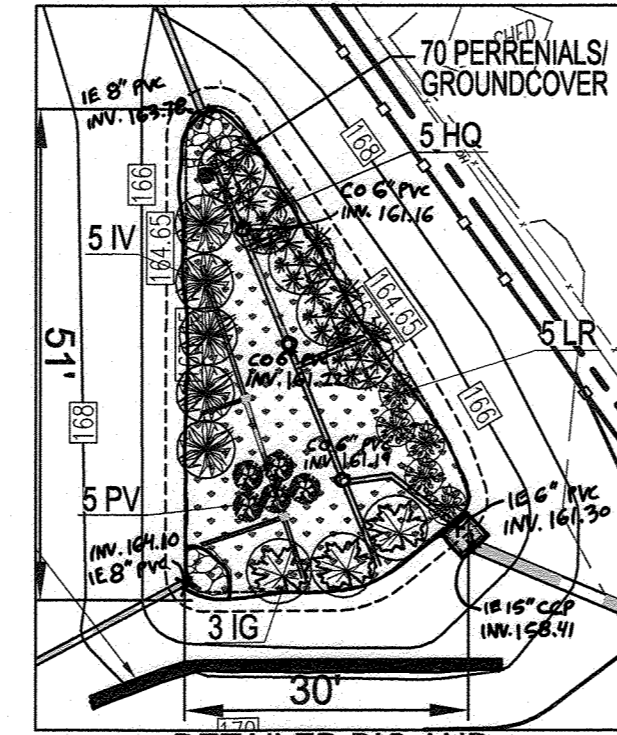 SHED
70 PERRENIALS/
GROUNDCOVER
IE 8" PVC
INV. 163.78
168
5 HQ
166
CO 6" PVC
INV. 161.16
5 IV
164.65
164.65
51'
5 LR
CO 6" PVC
INV. 161.22
168
166
CO 6" PVC
INV. 161.19
5 PV
IE 6" PVC
INV. 161.30
INV. 164.10
IE 8" PVC
IE 15" CPP
INV. 158.41
3 IG
30'
170